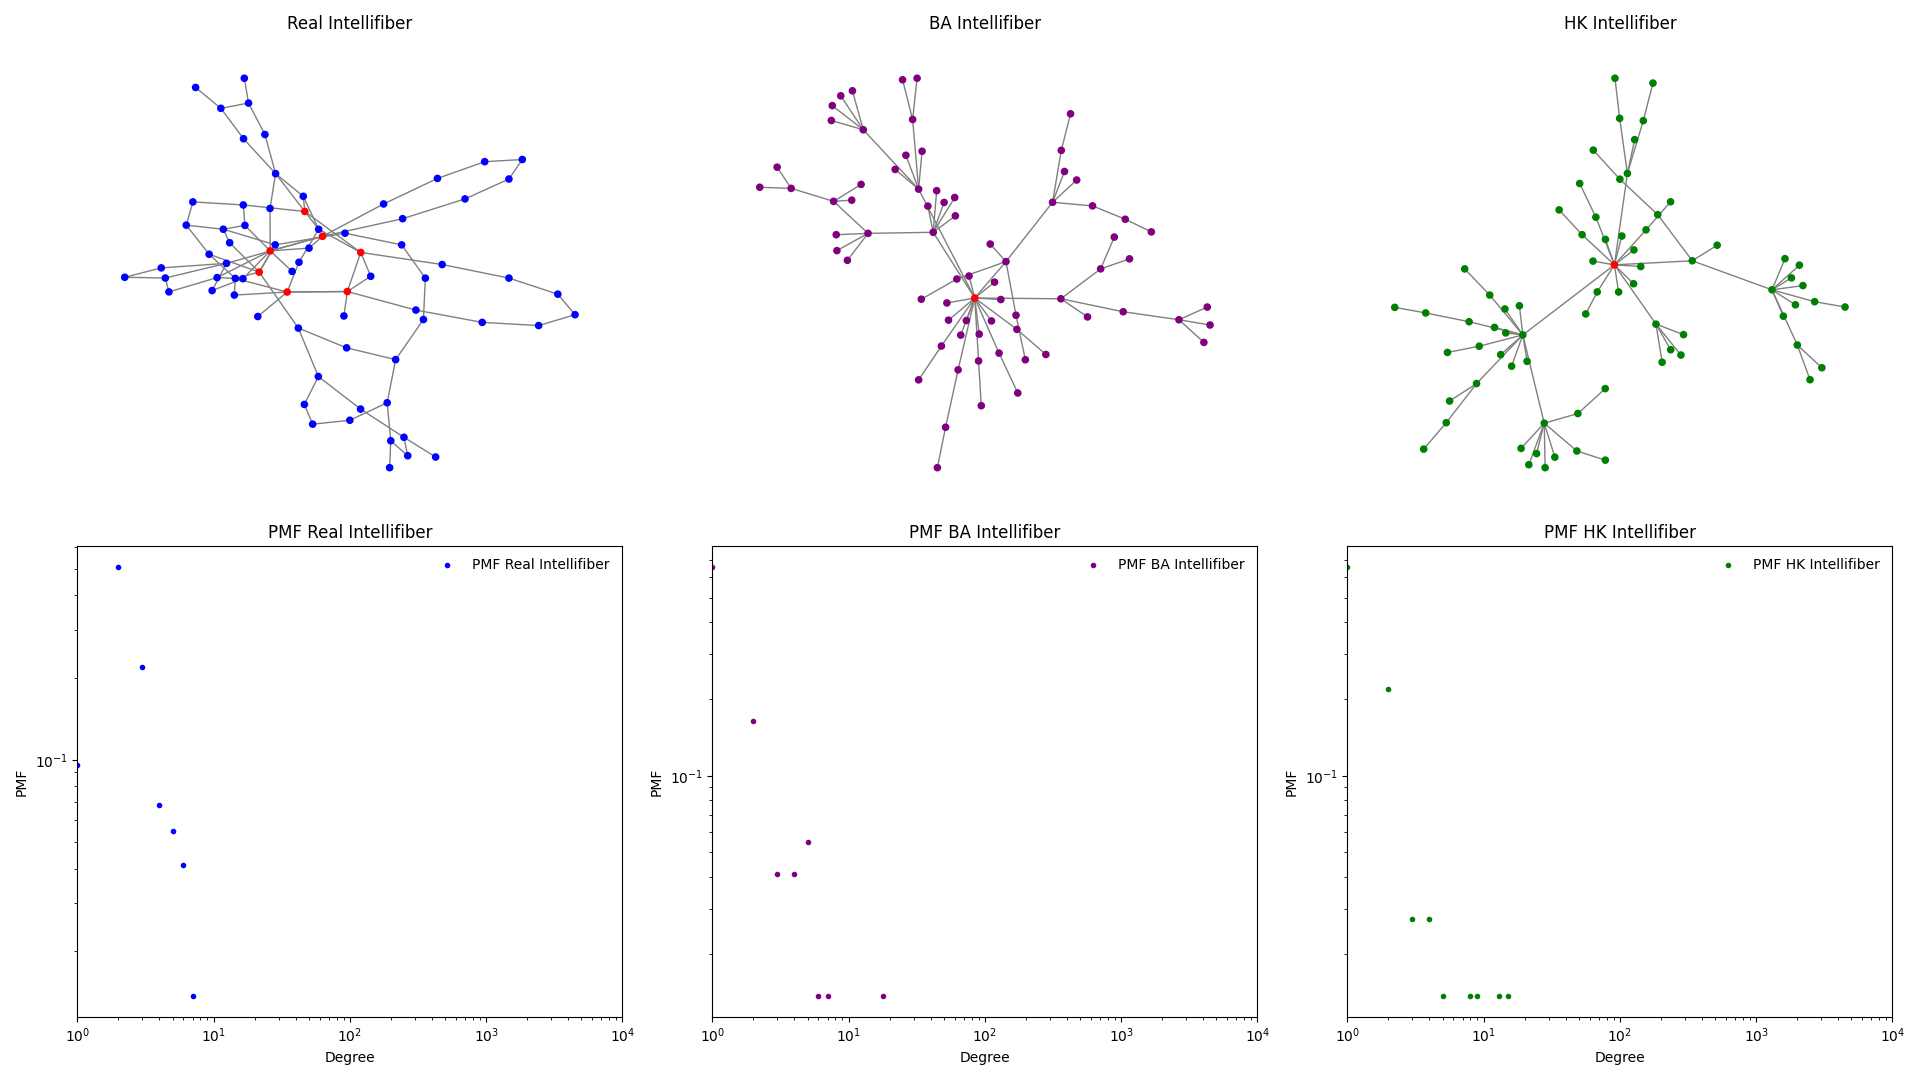 Real Intellifiber
BA Intellifiber
HK Intellifiber
PMF Real Intellifiber
PMF BA Intellifiber
PMF HK Intellifiber
PMF Real Intellifiber
PMF BA Intellifiber
PMF HK Intellifiber
PMF
10⁻¹
10⁰ 10¹ 10² 10³ 10⁴
Degree
PMF
10⁻¹
10⁰ 10¹ 10² 10³ 10⁴
Degree
PMF
10⁻¹
10⁰ 10¹ 10² 10³ 10⁴
Degree